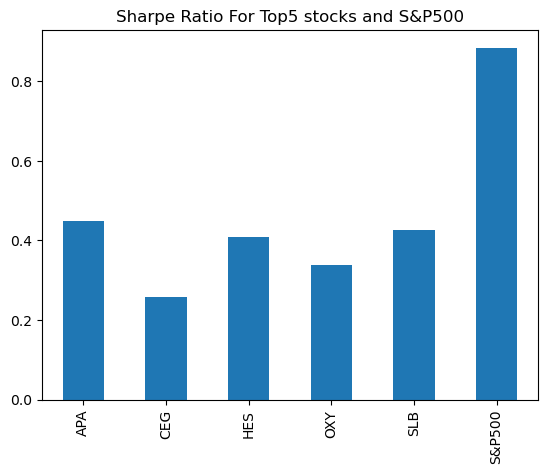 Sharpe Ratio For Top5 stocks and S&P500
0.8
0.6
0.4
0.2
0.0
APA
CEG
HES
OXY
SLB
S&P500